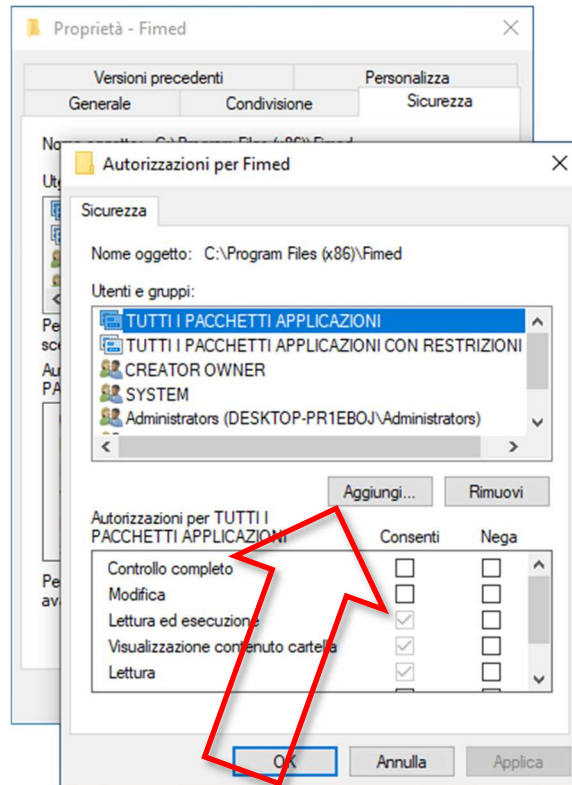 Proprietà - Fimed
Versioni precedenti
Personalizza
Generale
Condivisione
Sicurezza
Autorizzazioni per Fimed
Sicurezza
Nome oggetto: C:\Program Files (x86)\Fimed
Utenti e gruppi:
TUTTI I PACCHETTI APPLICAZIONI
TUTTI I PACCHETTI APPLICAZIONI CON RESTRIZIONI
CREATOR OWNER
SYSTEM
Administrators (DESKTOP-PR1EBOJ\Administrators)
Aggiungi...
Rimuovi
Autorizzazioni per TUTTI I
PACCHETTI APPLICAZIONI
Consenti
Nega
Controllo completo
Modifica
Lettura ed esecuzione
Visualizzazione contenuto cartella
Lettura
OK
Annulla
Applica